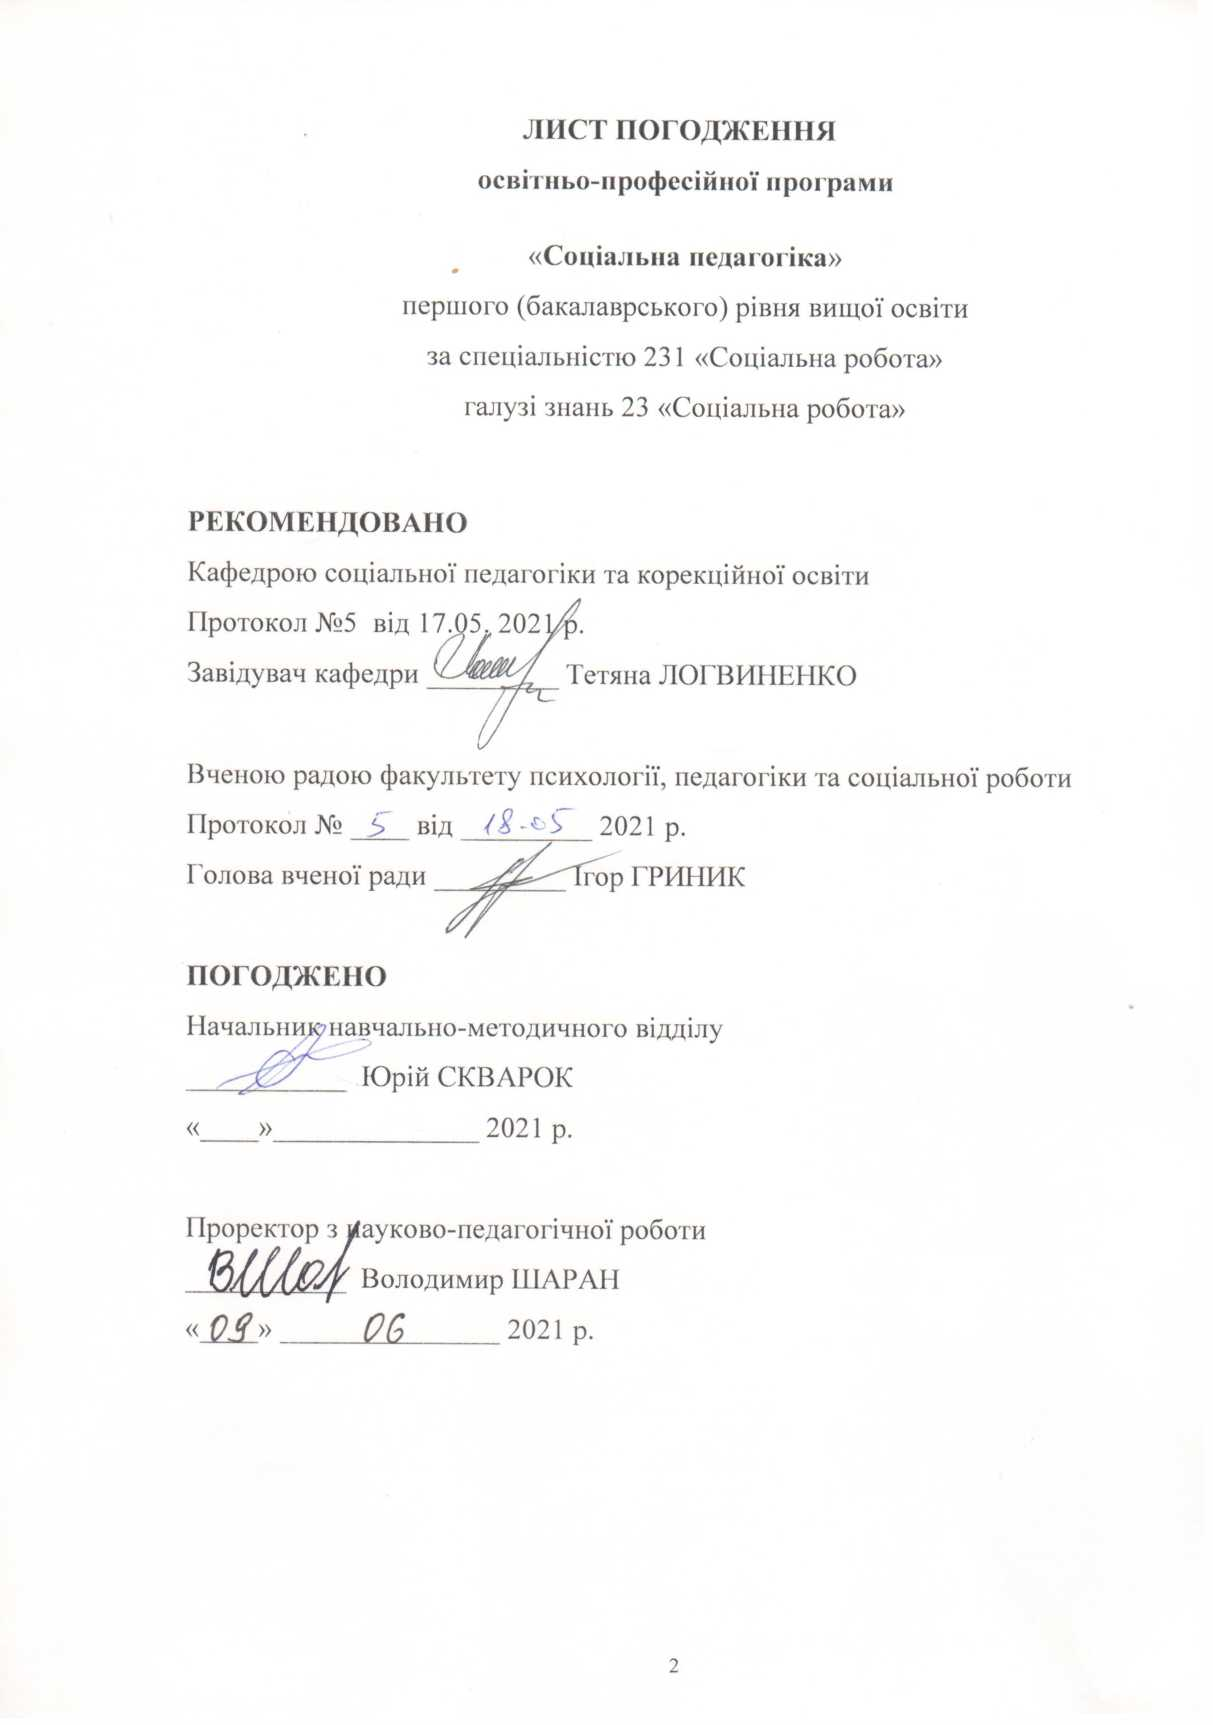 ЛИСТ ПОГОДЖЕННЯ
освітньо-професійної програми
«Соціальна педагогіка»
першого (бакалаврського) рівня вищої освіти
за спеціальністю 231 «Соціальна робота»
галузі знань 23 «Соціальна робота»
РЕКОМЕНДОВАНО
Кафедрою соціальної педагогіки та корекційної освіти
Протокол №5 від 17.05. 2021 р.
Завідувач кафедри _________ Тетяна ЛОГВИНЕНКО
Вченою радою факультету психології, педагогіки та соціальної роботи
Протокол № 5 від 18.05 2021 р.
Голова вченої ради _________ Ігор ГРИНИК
ПОГОДЖЕНО
Начальник навчально-методичного відділу
___________ Юрій СКВАРОК
«____»______________ 2021 р.
Проректор з науково-педагогічної роботи
___________ Володимир ШАРАН
«09» 06 2021 р.
2